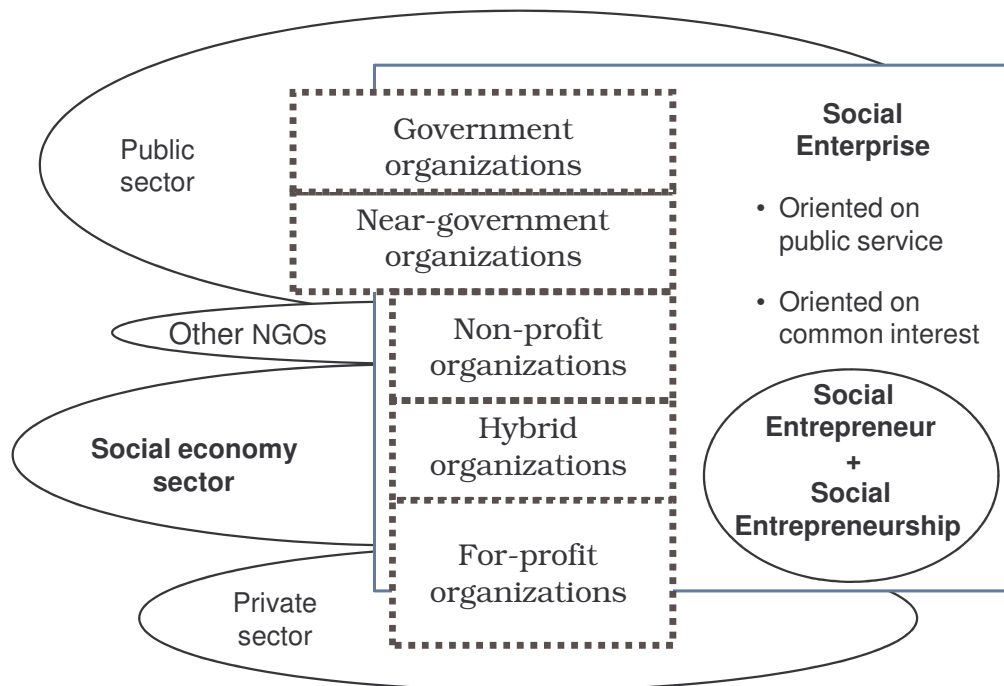 Public
sector
Government
organizations
Near-government
organizations
Other NGOs
Non-profit
organizations
Social economy
sector
Hybrid
organizations
For-profit
organizations
Private
sector
Social
Enterprise
• Oriented on
public service
• Oriented on
common interest
Social
Entrepreneur
+
Social
Entrepreneurship